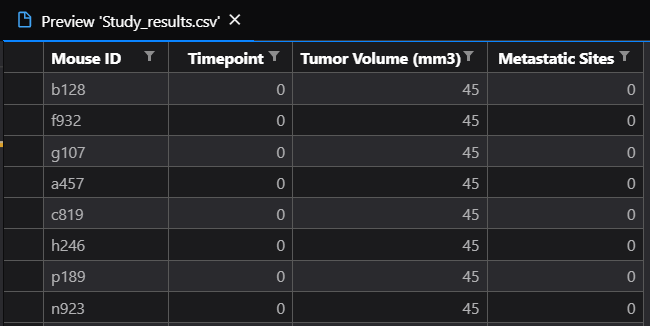 Preview 'Study_results.csv'
Mouse ID Timepoint Tumor Volume (mm3) Metastatic Sites
b128 0 45 0
f932 0 45 0
g107 0 45 0
a457 0 45 0
c819 0 45 0
h246 0 45 0
p189 0 45 0
n923 0 45 0